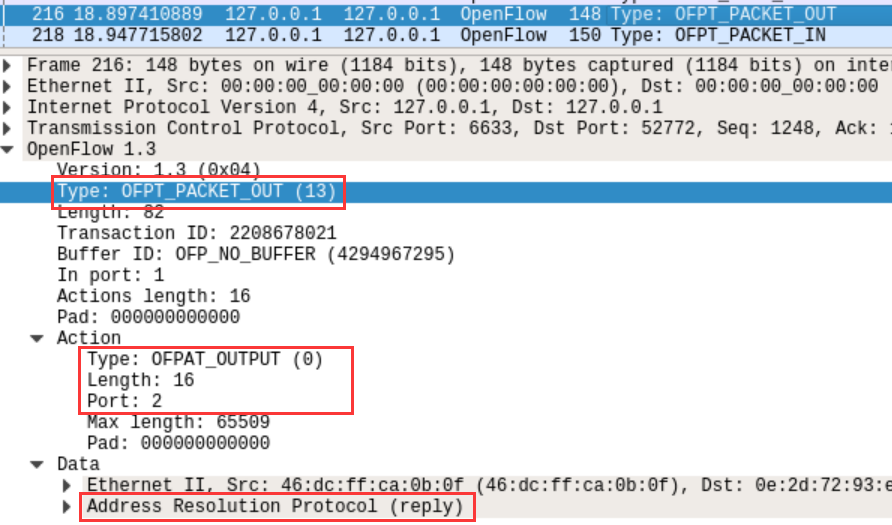 216 18.897410889 127.0.0.1 127.0.0.1 OpenFlow 148 Type: OFPT_PACKET_OUT
218 18.947715802 127.0.0.1 127.0.0.1 OpenFlow 150 Type: OFPT_PACKET_IN
Frame 216: 148 bytes on wire (1184 bits), 148 bytes captured (1184 bits) on inte
Ethernet II, Src: 00:00:00_00:00:00 (00:00:00:00:00:00), Dst: 00:00:00_00:00:00
Internet Protocol Version 4, Src: 127.0.0.1, Dst: 127.0.0.1
Transmission Control Protocol, Src Port: 6633, Dst Port: 52772, Seq: 1248, Ack:
OpenFlow 1.3
Version: 1.3 (0x04)
Type: OFPT_PACKET_OUT (13)
Length: 82
Transaction ID: 2208678021
Buffer ID: OFP_NO_BUFFER (4294967295)
In port: 1
Actions length: 16
Pad: 000000000000
Action
Type: OFPAT_OUTPUT (0)
Length: 16
Port: 2
Max length: 65509
Pad: 000000000000
Data
Ethernet II, Src: 46:dc:ff:ca:0b:0f (46:dc:ff:ca:0b:0f), Dst: 0e:2d:72:93:e
Address Resolution Protocol (reply)